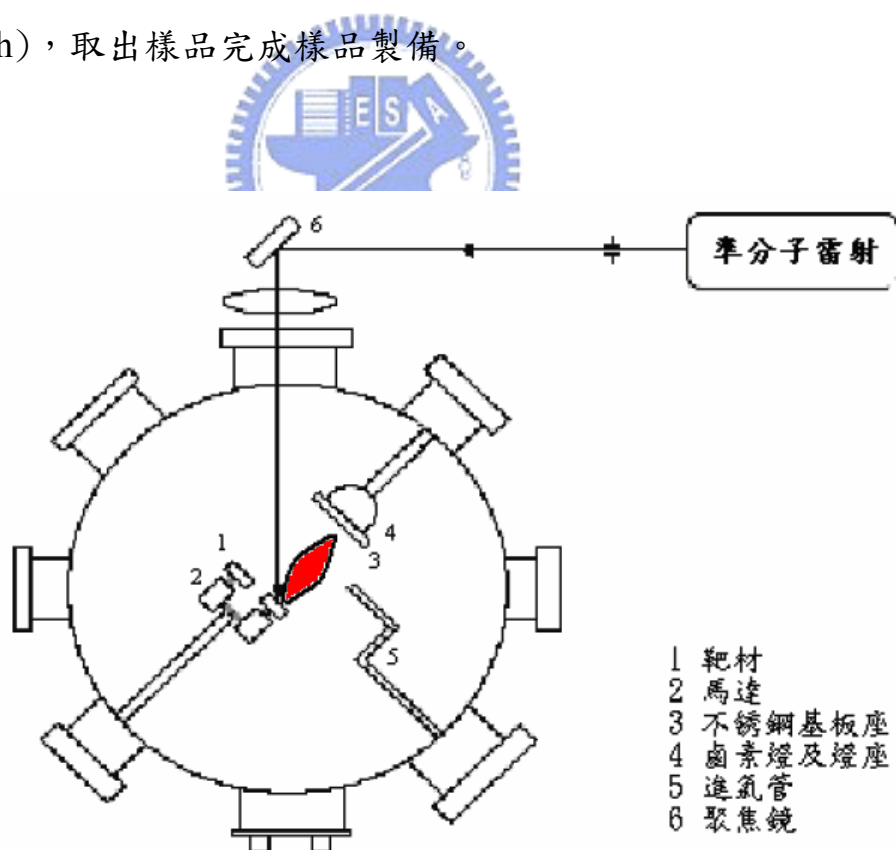 h),取出樣品完成樣品製備。
ESA
6
準分子雷射
1
2
4
3
5
1 靶材
2 馬達
3 不銹鋼基板座
4 鹵素燈及燈座
5 進氣管
6 聚焦鏡